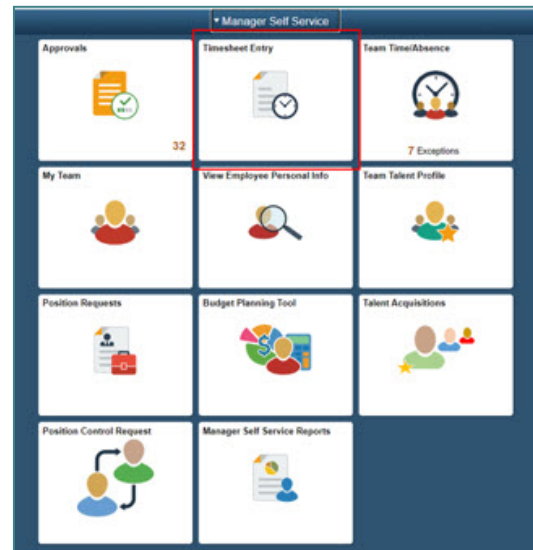 Manager Self Service
Approvals
Timesheet Entry
Team Time/Absence
32
7 Exceptions
My Team
View Employee Personal Info
Team Talent Profile
Position Requests
Budget Planning Tool
Talent Acquisitions
Position Control Request
Manager Self Service Reports